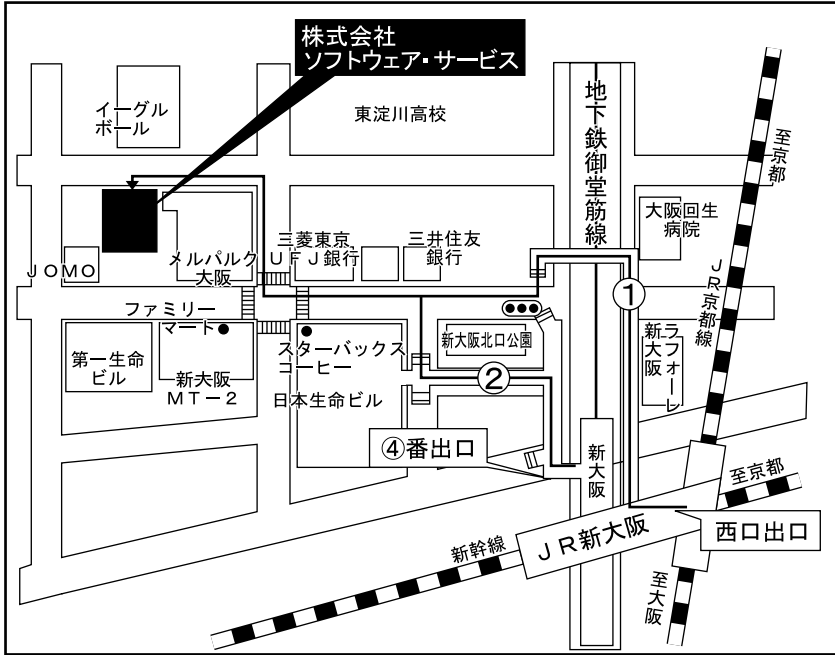 株式会社
ソフトウェア・サービス
イーグル
ボール
東淀川高校
地下鉄御堂筋線
至京都
大阪回生
病院
JR京都線
JOMO
メルパルク
大阪
三菱東京
UFJ銀行
三井住友
銀行
①
ファミリー
マート
新大阪北口公園
ラフォーレ
新大阪
第一生命
ビル
新大阪
MT－2
スターバックス
コーヒー
日本生命ビル
②
④番出口
新大阪
至京都
新幹線
JR新大阪
西口出口
至大阪